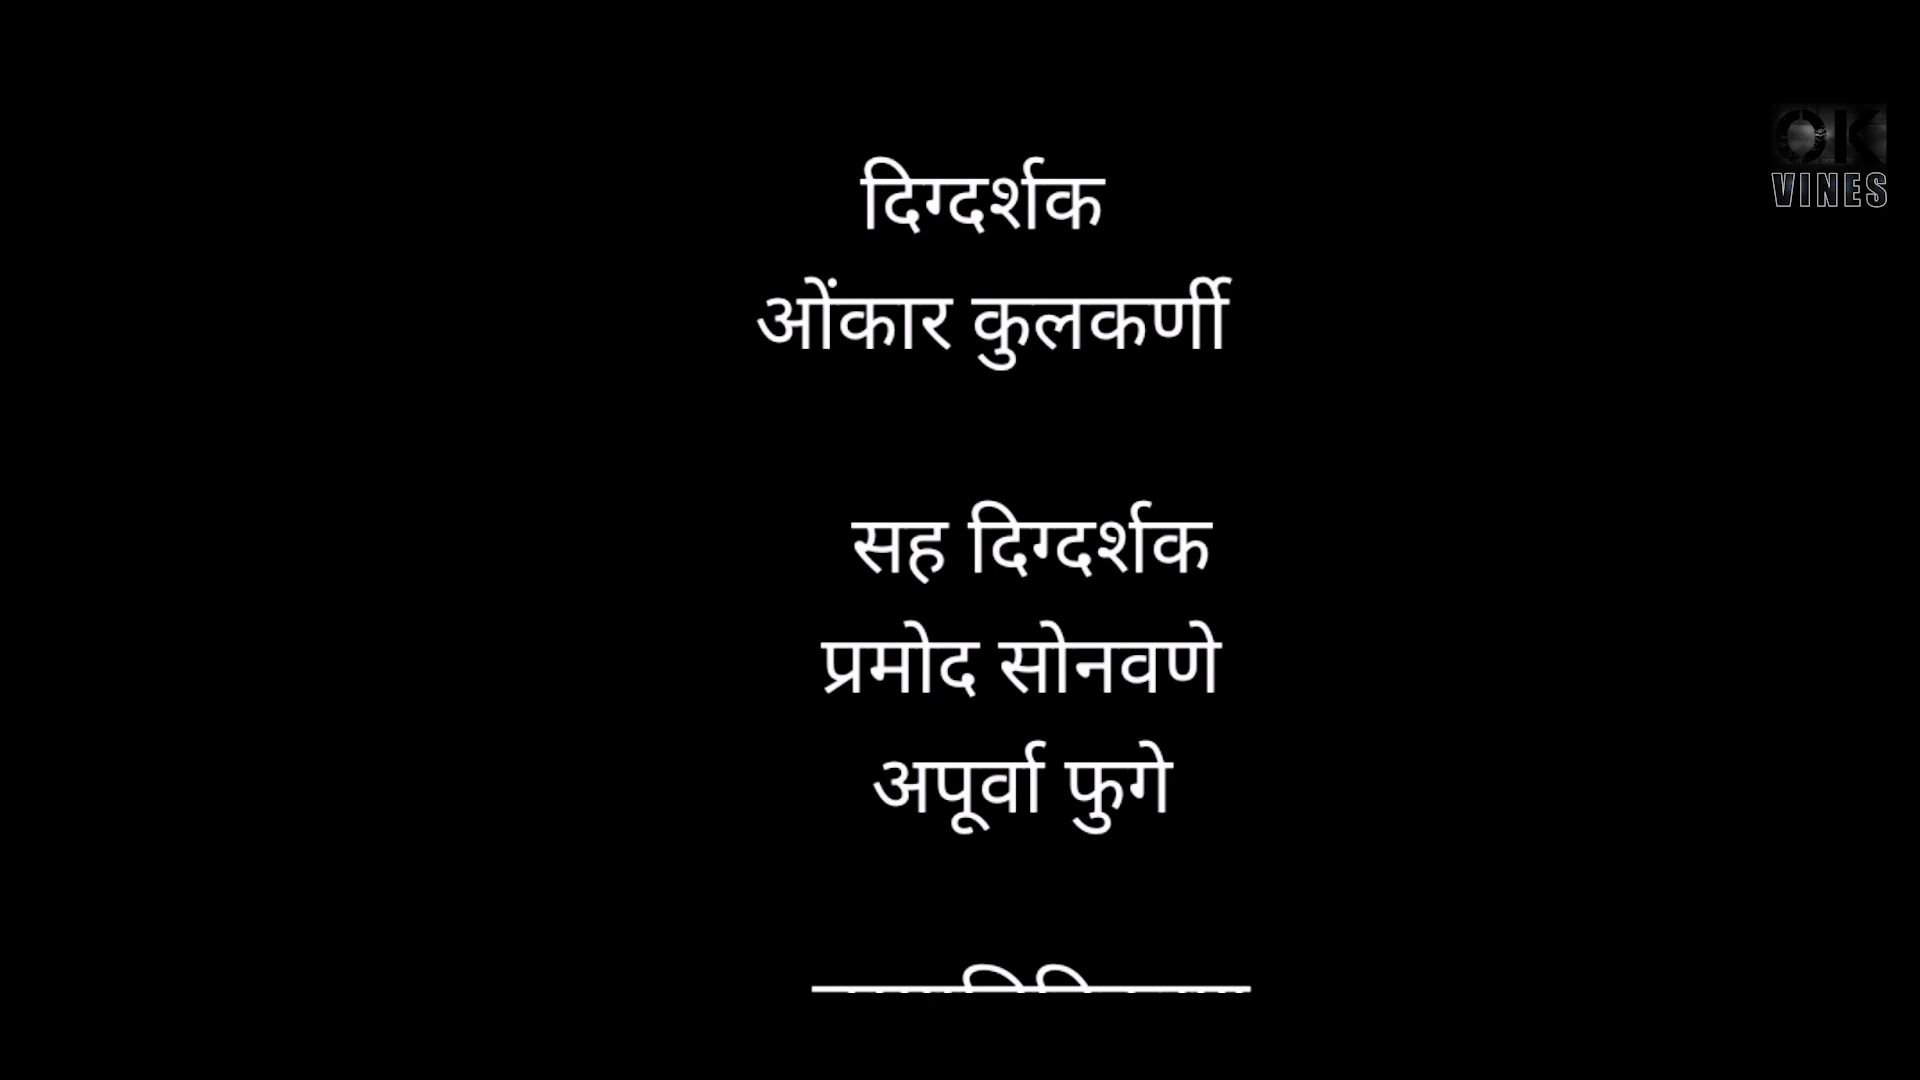 OK
VINES
दिग्दर्शक
ओंकार कुलकर्णी
सह दिग्दर्शक
प्रमोद सोनवणे
अपूर्वा फुगे